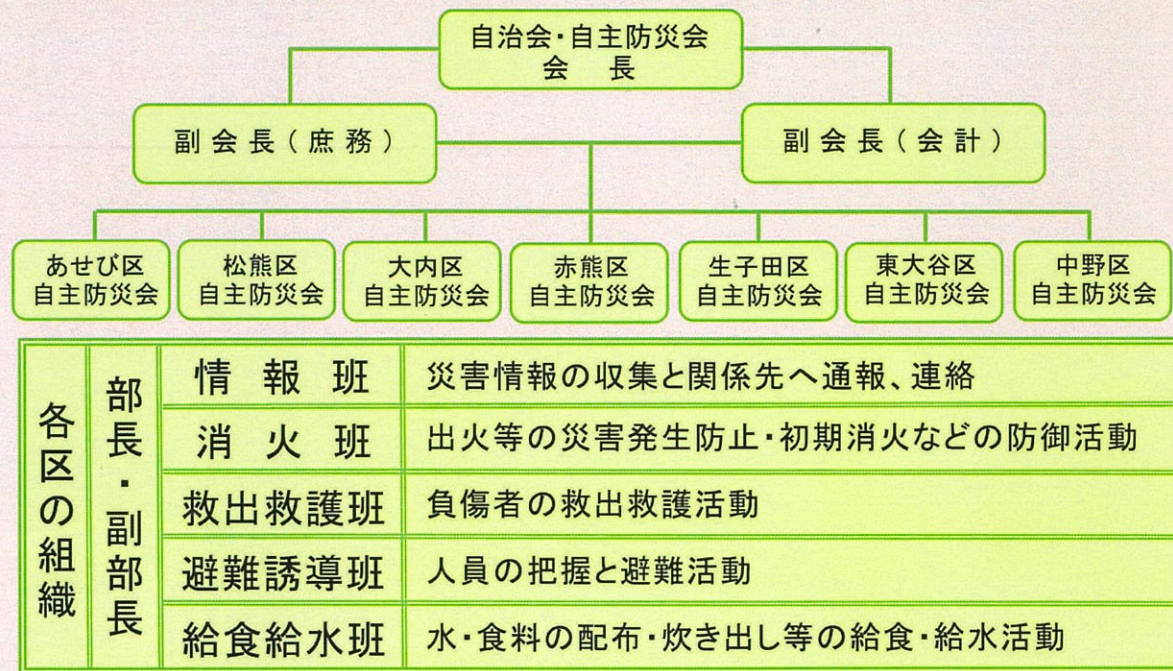 自治会・自主防災会
会長
副会長(庶務)
副会長(会計)
あせび区
自主防災会
松熊区
自主防災会
大内区
自主防災会
赤熊区
自主防災会
生子田区
自主防災会
東大谷区
自主防災会
中野区
自主防災会
各区の組織
部長・副部長
情報班 災害情報の収集と関係先へ通報、連絡
消火班 出火等の災害発生防止・初期消火などの防御活動
救出救護班 負傷者の救出救護活動
避難誘導班 人員の把握と避難活動
給食給水班 水・食料の配布・炊き出し等の給食・給水活動